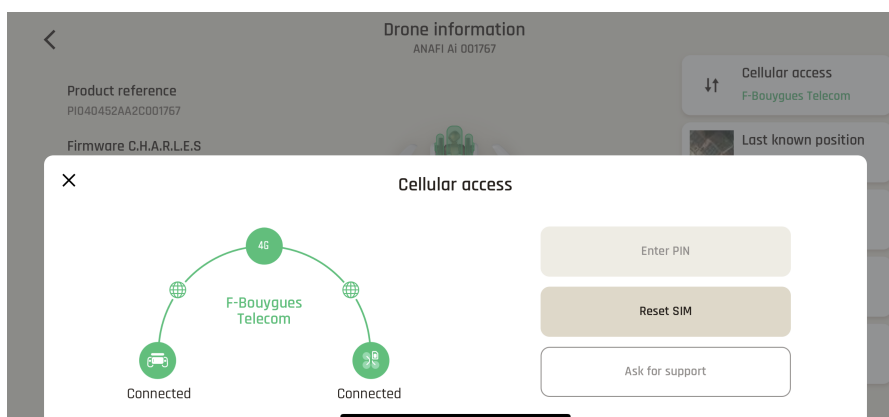 Drone information
ANAFI Ai 001767
Product reference
PI040452AA2C001767
Firmware C.H.A.R.L.E.S
Cellular access
F-Bouygues Telecom
Last known position
Cellular access
4G
F-Bouygues
Telecom
Connected
Connected
Enter PIN
Reset SIM
Ask for support